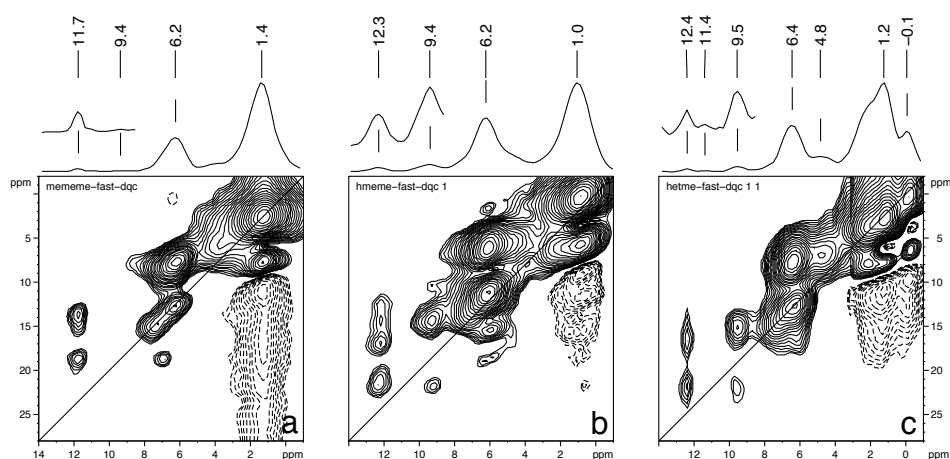 11.7 9.4 6.2 1.4
12.3 9.4 6.2 1.0
12.4 11.4 9.5 6.4 4.8 1.2 −0.1
ppm mememe−fast−dqc
hmeme−fast−dqc 1
hetme−fast−dqc 1 1 ppm
5 5
10 10
15 15
20 20
25 25
a b c
14 12 10 8 6 4 2 ppm
12 10 8 6 4 2 ppm
12 10 8 6 4 2 0 ppm